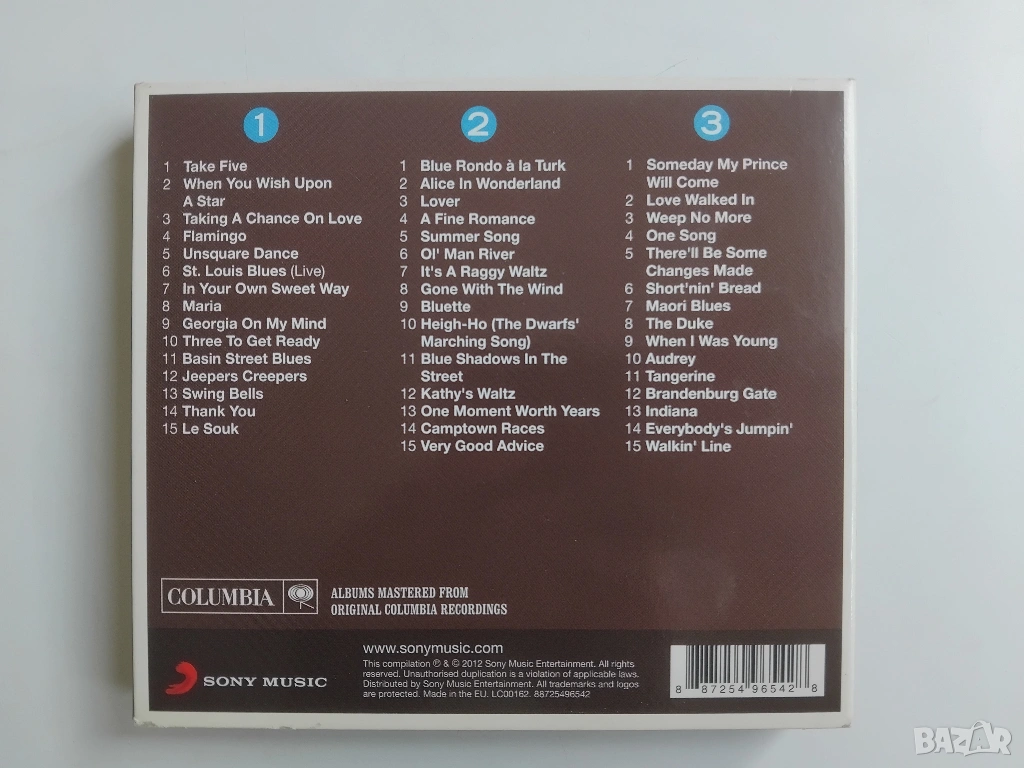 1
1 Take Five
2 When You Wish Upon
A Star
3 Taking A Chance On Love
4 Flamingo
5 Unsquare Dance
6 St. Louis Blues (Live)
7 In Your Own Sweet Way
8 Maria
9 Georgia On My Mind
10 Three To Get Ready
11 Basin Street Blues
12 Jeepers Creepers
13 Swing Bells
14 Thank You
15 Le Souk
2
1 Blue Rondo à la Turk
2 Alice In Wonderland
3 Lover
4 A Fine Romance
5 Summer Song
6 Ol' Man River
7 It's A Raggy Waltz
8 Gone With The Wind
9 Bluette
10 Heigh-Ho (The Dwarfs'
Marching Song)
11 Blue Shadows In The
Street
12 Kathy's Waltz
13 One Moment Worth Years
14 Camptown Races
15 Very Good Advice
3
1 Someday My Prince
Will Come
2 Love Walked In
3 Weep No More
4 One Song
5 There'll Be Some
Changes Made
6 Short'nin' Bread
7 Maori Blues
8 The Duke
9 When I Was Young
10 Audrey
11 Tangerine
12 Brandenburg Gate
13 Indiana
14 Everybody's Jumpin'
15 Walkin' Line
COLUMBIA
ALBUMS MASTERED FROM
ORIGINAL COLUMBIA RECORDINGS
SONY MUSIC
www.sonymusic.com
This compilation ℗ & © 2012 Sony Music Entertainment. All rights
reserved. Unauthorised duplication is a violation of applicable laws.
Distributed by Sony Music Entertainment. All trademarks and logos
are protected. Made in the EU. LC00162. 88725496542
8 87254 96542 8
BAZAR